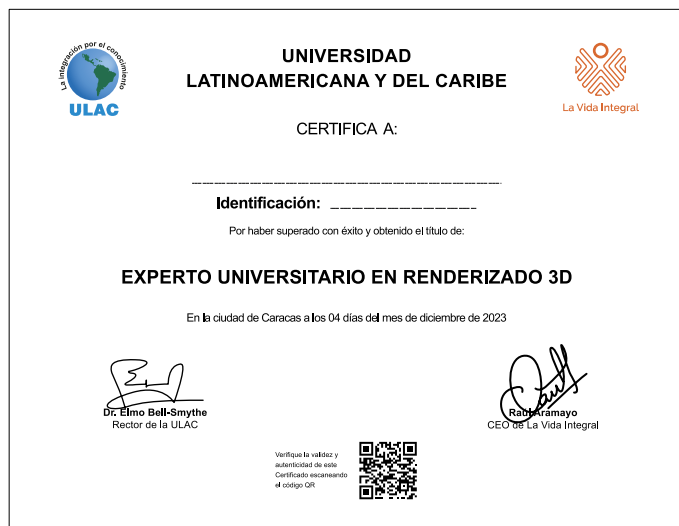 La integración por el conocimiento
ULAC
UNIVERSIDAD
LATINOAMERICANA Y DEL CARIBE
La Vida Integral
CERTIFICA A:
Identificación:
Por haber superado con éxito y obtenido el título de:
EXPERTO UNIVERSITARIO EN RENDERIZADO 3D
En la ciudad de Caracas a los 04 días del mes de diciembre de 2023
Dr. Elmo Bell-Smythe
Rector de la ULAC
Raúl Aramayo
CEO de La Vida Integral
Verifique la validez y
autenticidad de este
Certificado escaneando
el código QR